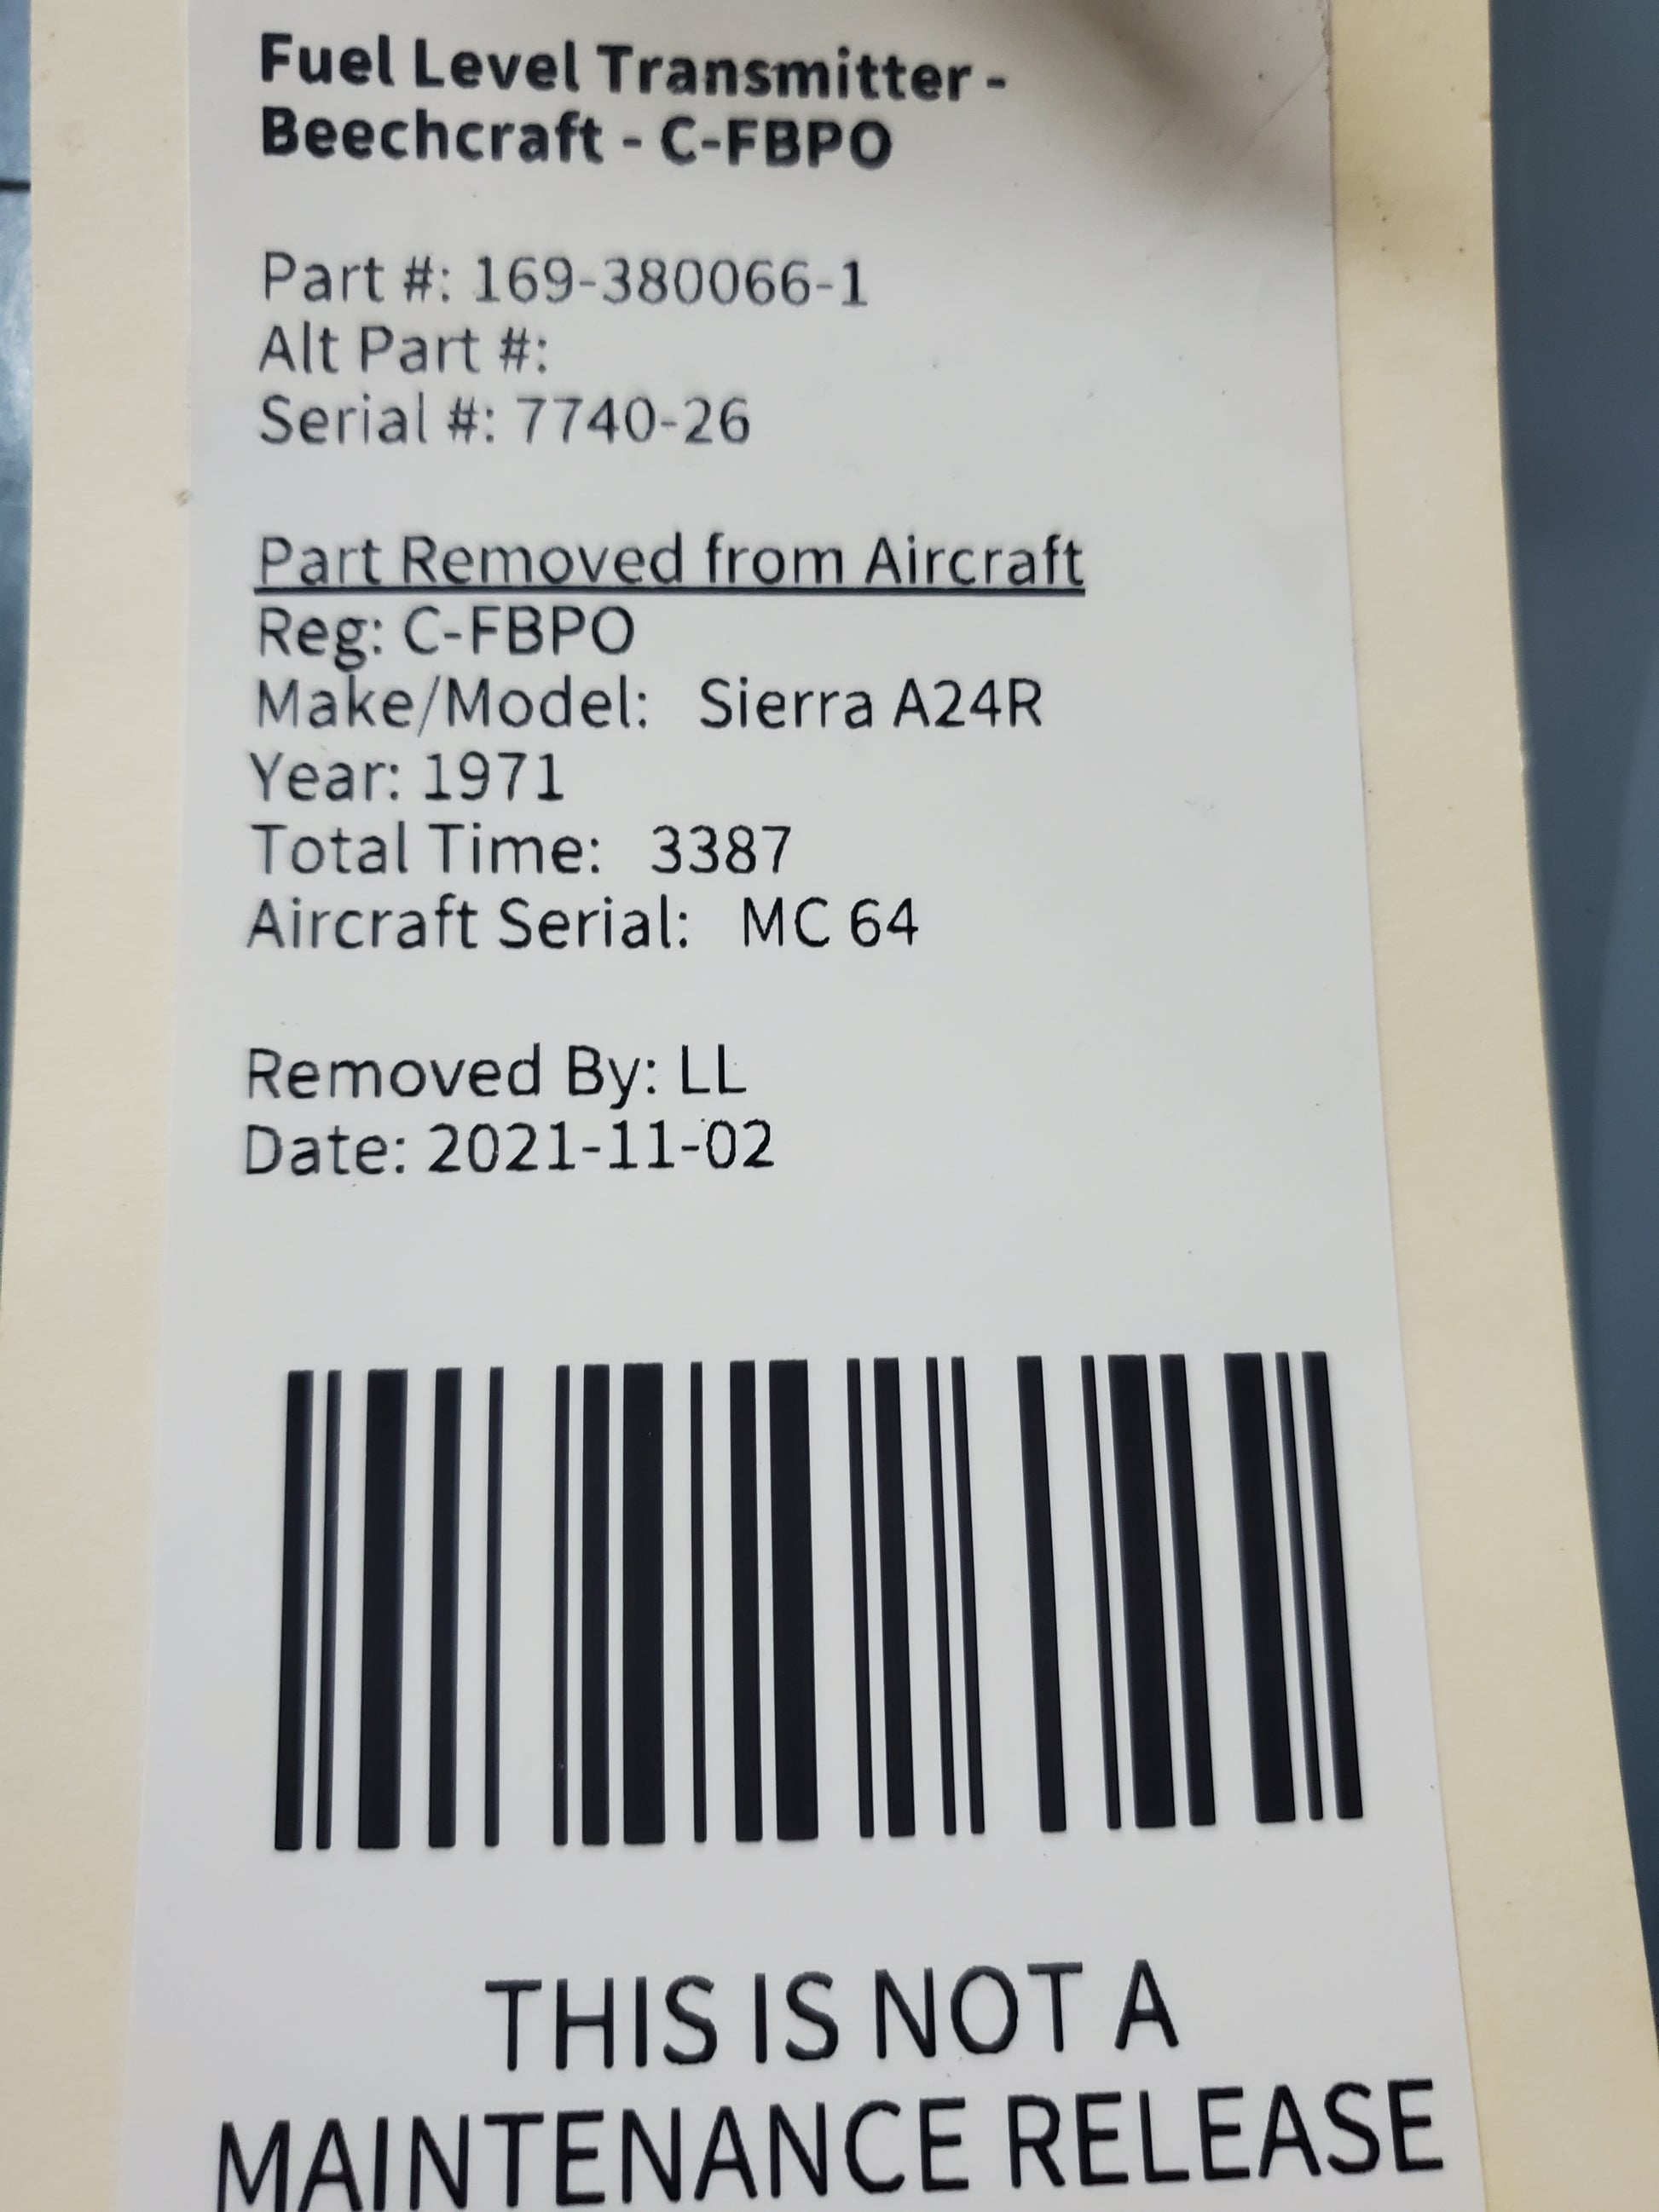 Fuel Level Transmitter -
Beechcraft - C-FBPO
Part #: 169-380066-1
Alt Part #:
Serial #: 7740-26
Part Removed from Aircraft
Reg: C-FBPO
Make/Model: Sierra A24R
Year: 1971
Total Time: 3387
Aircraft Serial: MC 64
Removed By: LL
Date: 2021-11-02
THIS IS NOT A
MAINTENANCE RELEASE